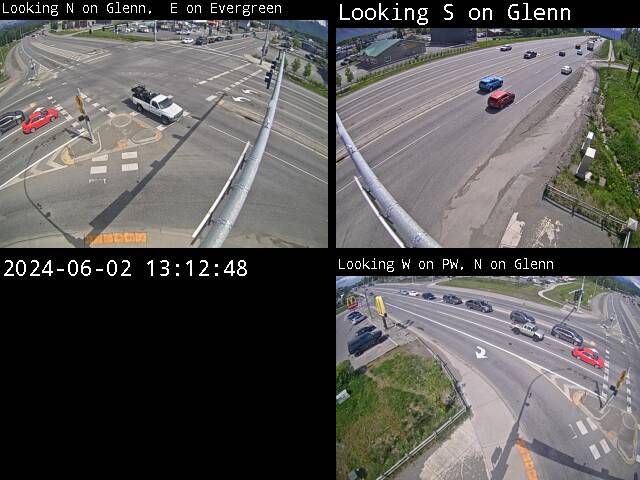 Looking N on Glenn,  E on Evergreen
Looking S on Glenn
2024-06-02 13:12:48
Looking W on PW, N on Glenn